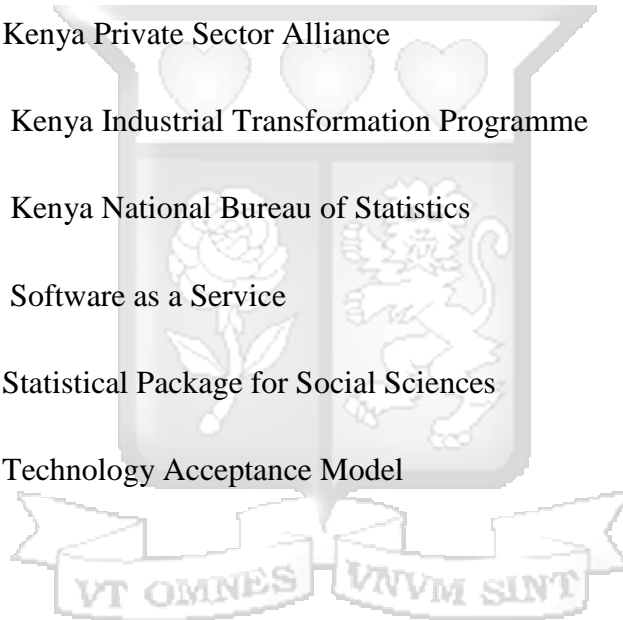 Kenya Private Sector Alliance
Kenya Industrial Transformation Programme
Kenya National Bureau of Statistics
Software as a Service
Statistical Package for Social Sciences
Technology Acceptance Model
VT OMNES VNVM SINT